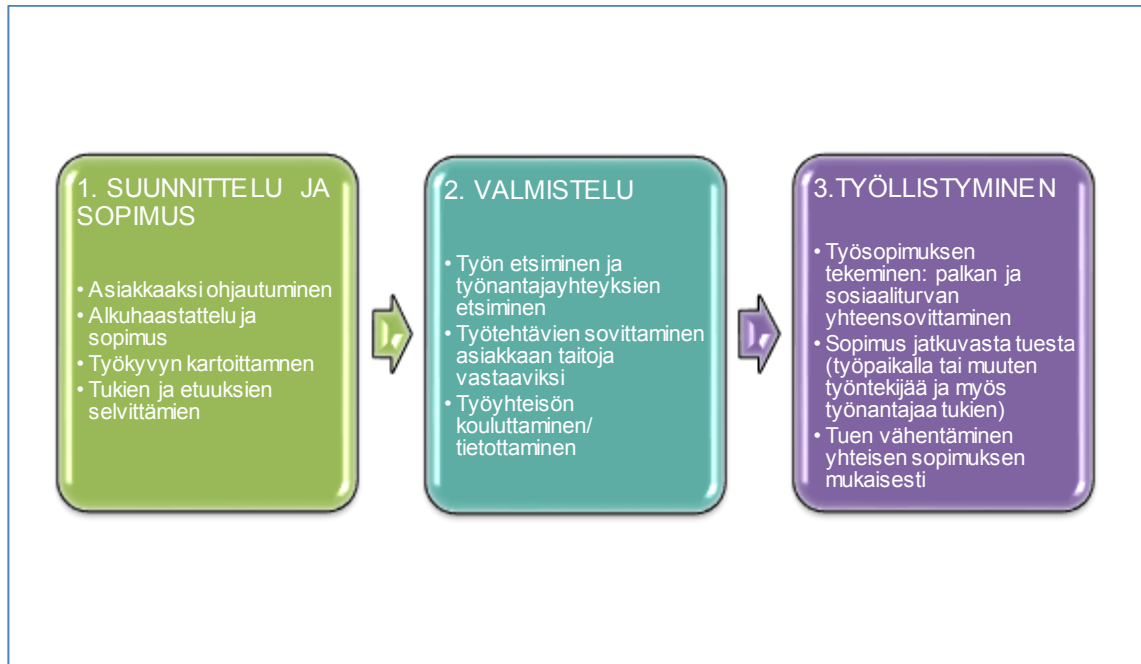 1. SUUNNITTELU JA
SOPIMUS
• Asiakkaaksi ohjautuminen
• Alkuhaastattelu ja
sopimus
• Työkyvyn kartoittamnen
• Tukien ja etuuksien
selvittämien
2. VALMISTELU
• Työn etsiminen ja
työnantajayhteyksien
etsiminen
• Työtehtävien sovittaminen
asiakkaan taitoja
vastaaviksi
• Työyhteisön
kouluttaminen/
tietottaminen
3.TYÖLLISTYMINEN
• Työsopimuksen
tekeminen: palkan ja
sosiaaliturvan
yhteensovittaminen
• Sopimus jatkuvasta tuesta
(työpaikalla tai muuten
työntekijää ja myös
työnantajaa tukien)
• Tuen vähentäminen
yhteisen sopimuksen
mukaisesti